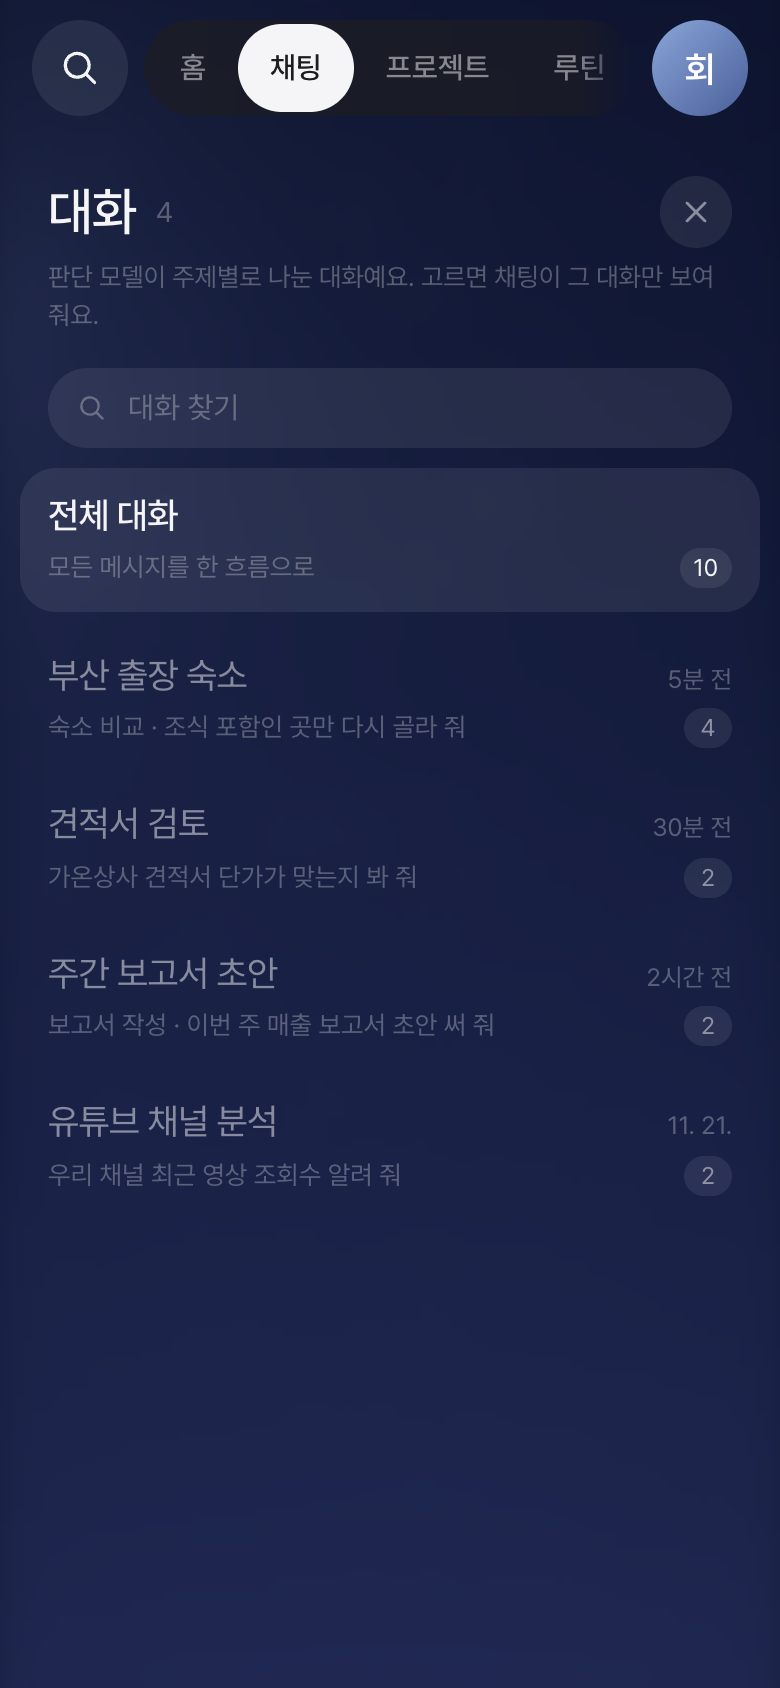 홈 채팅 프로젝트 루틴 회
대화 4
판단 모델이 주제별로 나눈 대화예요. 고르면 채팅이 그 대화만 보여
줘요.
대화 찾기
전체 대화
모든 메시지를 한 흐름으로 10
부산 출장 숙소 5분 전
숙소 비교 · 조식 포함인 곳만 다시 골라 줘 4
견적서 검토 30분 전
가온상사 견적서 단가가 맞는지 봐 줘 2
주간 보고서 초안 2시간 전
보고서 작성 · 이번 주 매출 보고서 초안 써 줘 2
유튜브 채널 분석 11. 21.
우리 채널 최근 영상 조회수 알려 줘 2